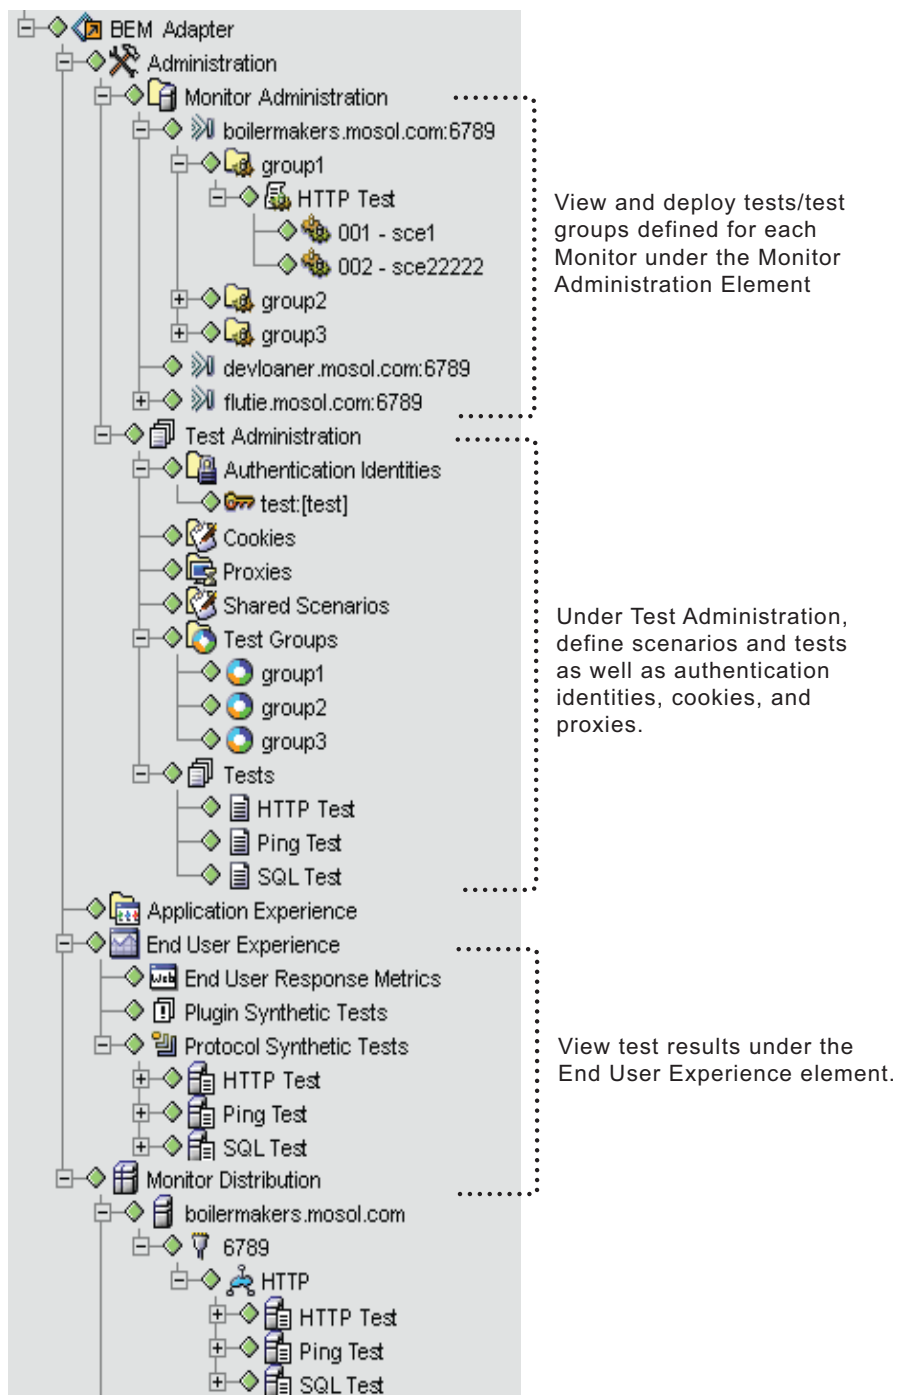 BEM Adapter
Administration
Monitor Administration
boilermakers.mosol.com:6789
group1
HTTP Test
001 - sce1
002 - sce22222
group2
group3
devloaner.mosol.com:6789
flutie.mosol.com:6789
View and deploy tests/test
groups defined for each
Monitor under the Monitor
Administration Element
Test Administration
Authentication Identities
test:[test]
Cookies
Proxies
Shared Scenarios
Test Groups
group1
group2
group3
Tests
HTTP Test
Ping Test
SQL Test
Under Test Administration,
define scenarios and tests
as well as authentication
identities, cookies, and
proxies.
Application Experience
End User Experience
Web
End User Response Metrics
Plugin Synthetic Tests
Protocol Synthetic Tests
HTTP Test
Ping Test
SQL Test
View test results under the
End User Experience element.
Monitor Distribution
boilermakers.mosol.com
6789
HTTP
HTTP Test
Ping Test
SQL Test